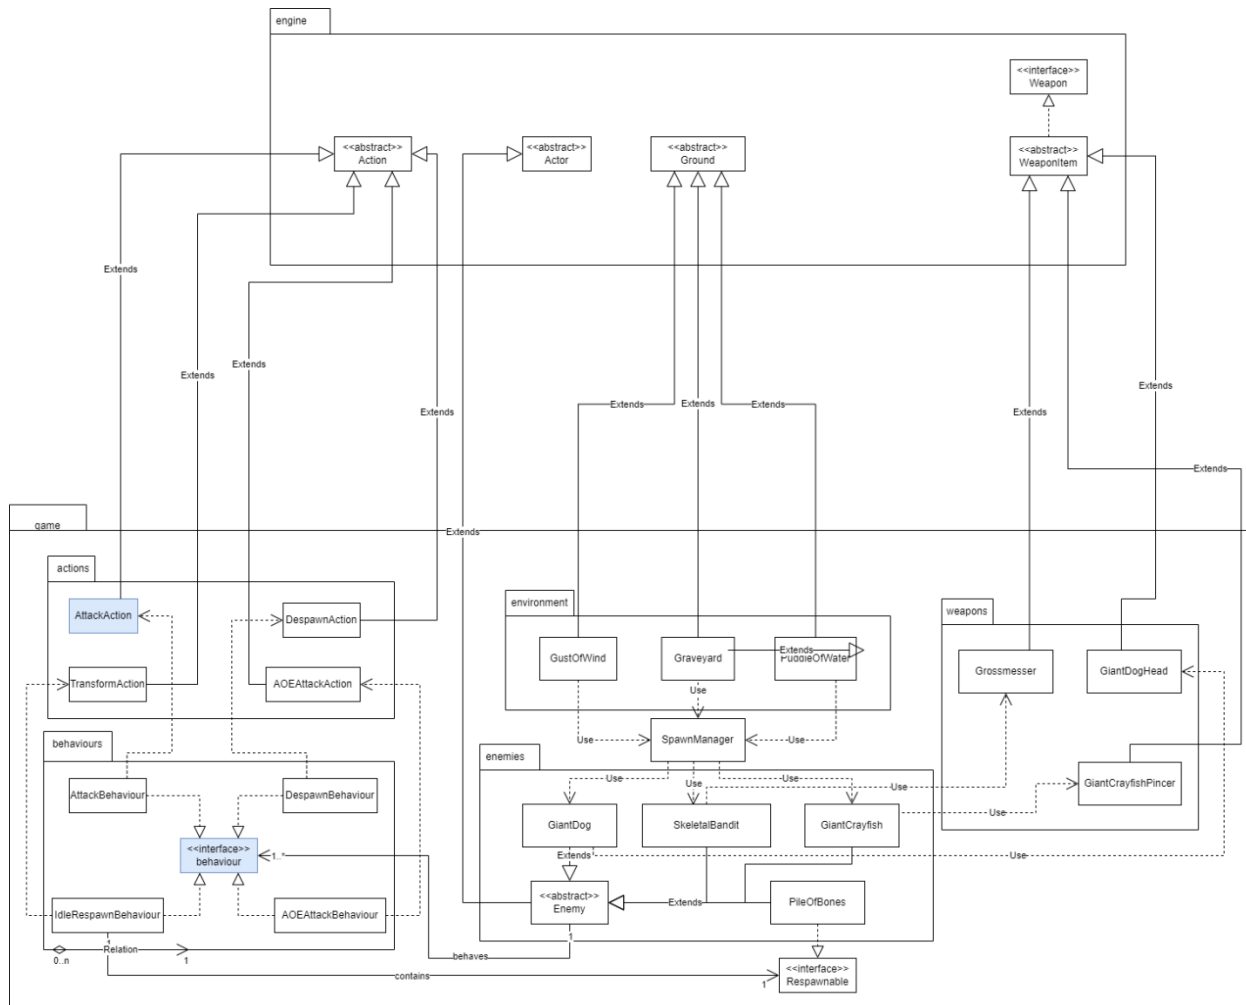 engine
<<interface>>
Weapon
<<abstract>>
Action
<<abstract>>
Actor
<<abstract>>
Ground
<<abstract>>
WeaponItem
Extends
Extends
Extends
Extends
Extends
Extends
Extends
Extends
Extends
Extends
Extends
game
actions
AttackAction
DespawnAction
TransformAction
AOEAttackAction
environment
GustOfWind
Graveyard
Extends
PuddleOfWater
Use
Use
Use
SpawnManager
weapons
Grossmesser
GiantDogHead
GiantCrayfishPincer
behaviours
AttackBehaviour
DespawnBehaviour
<<interface>>
behaviour
1..*
IdleRespawnBehaviour
AOEAttackBehaviour
Relation
0..n
1
enemies
Use
Use
Use
Use
Use
Use
GiantDog
SkeletalBandit
GiantCrayfish
Extends
<<abstract>>
Enemy
Extends
PileOfBones
1
behaves
contains
1
<<interface>>
Respawnable